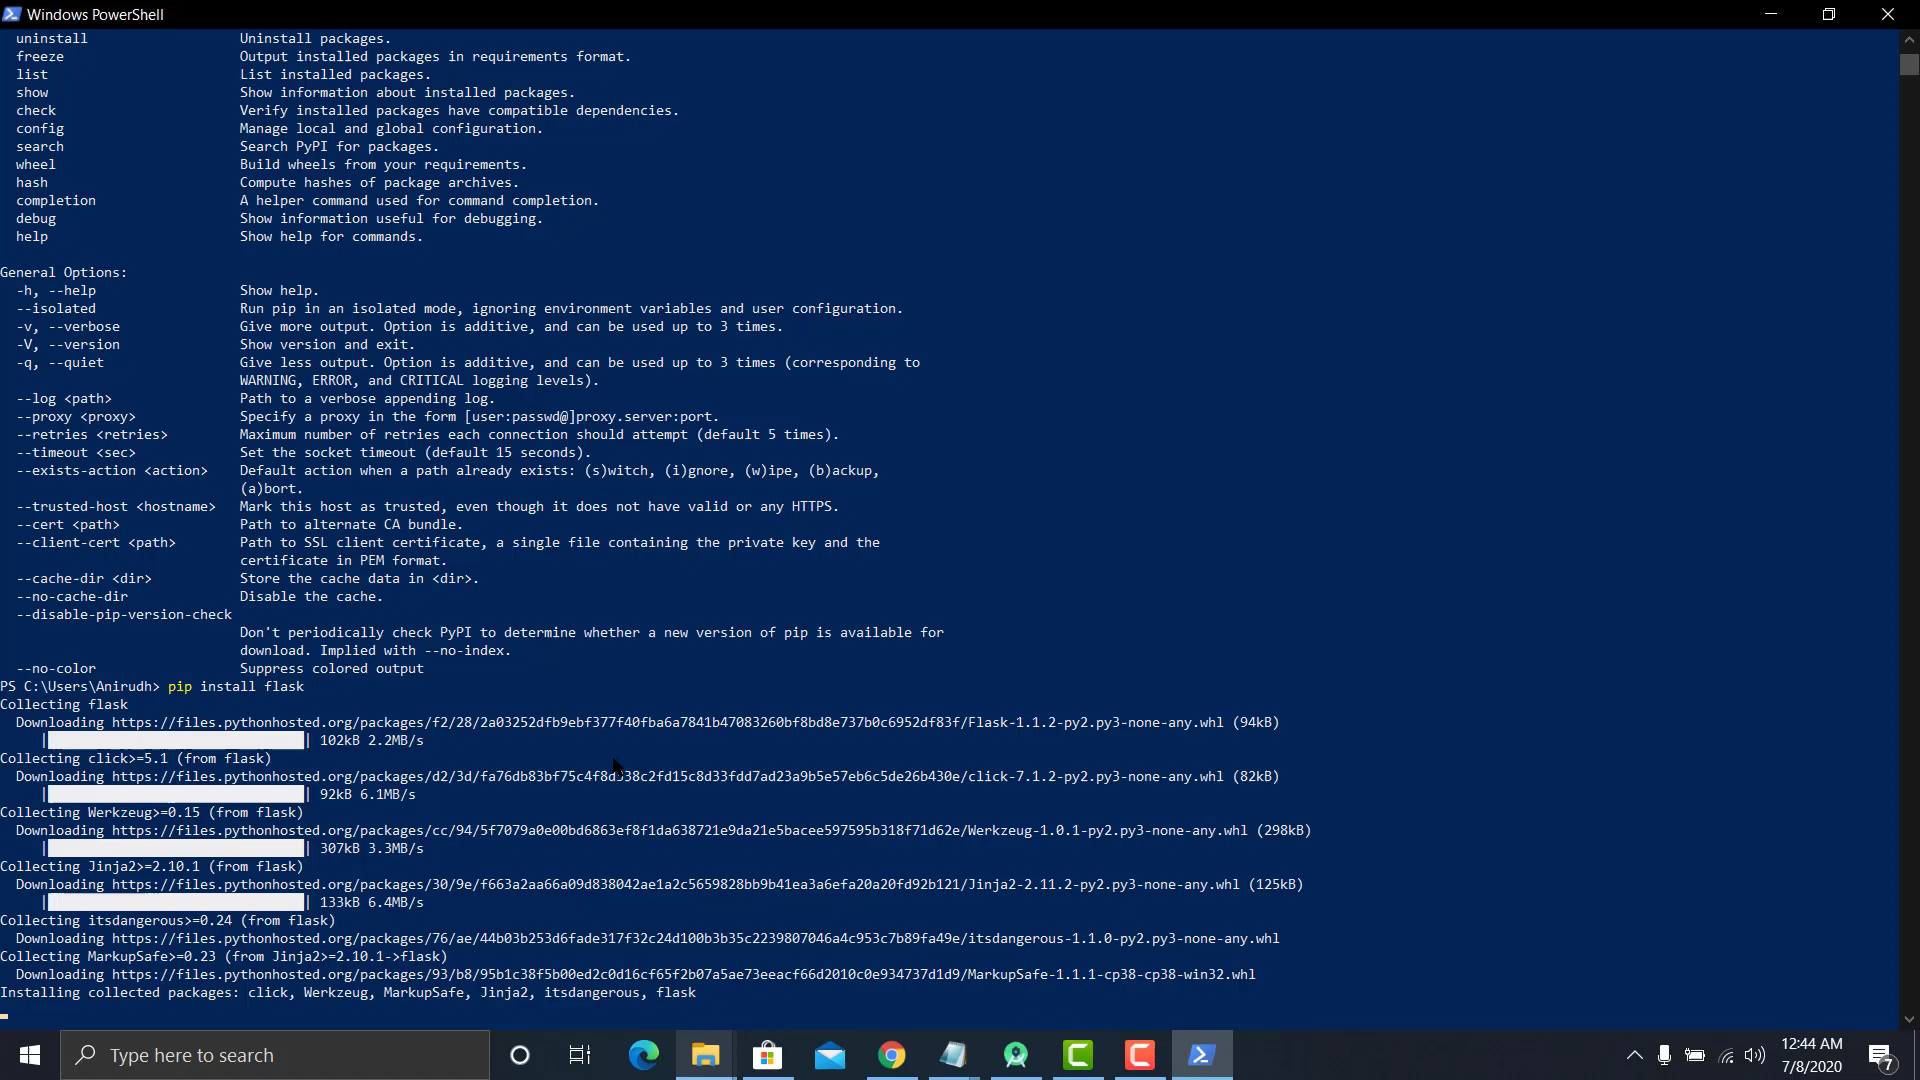 Windows PowerShell
uninstall Uninstall packages.
freeze Output installed packages in requirements format.
list List installed packages.
show Show information about installed packages.
check Verify installed packages have compatible dependencies.
config Manage local and global configuration.
search Search PyPI for packages.
wheel Build wheels from your requirements.
hash Compute hashes of package archives.
completion A helper command used for command completion.
debug Show information useful for debugging.
help Show help for commands.
General Options:
-h, --help Show help.
--isolated Run pip in an isolated mode, ignoring environment variables and user configuration.
-v, --verbose Give more output. Option is additive, and can be used up to 3 times.
-V, --version Show version and exit.
-q, --quiet Give less output. Option is additive, and can be used up to 3 times (corresponding to
WARNING, ERROR, and CRITICAL logging levels).
--log <path> Path to a verbose appending log.
--proxy <proxy> Specify a proxy in the form [user:passwd@]proxy.server:port.
--retries <retries> Maximum number of retries each connection should attempt (default 5 times).
--timeout <sec> Set the socket timeout (default 15 seconds).
--exists-action <action> Default action when a path already exists: (s)witch, (i)gnore, (w)ipe, (b)ackup,
(a)bort.
--trusted-host <hostname> Mark this host as trusted, even though it does not have valid or any HTTPS.
--cert <path> Path to alternate CA bundle.
--client-cert <path> Path to SSL client certificate, a single file containing the private key and the
certificate in PEM format.
--cache-dir <dir> Store the cache data in <dir>.
--no-cache-dir Disable the cache.
--disable-pip-version-check
Don't periodically check PyPI to determine whether a new version of pip is available for
download. Implied with --no-index.
--no-color Suppress colored output
PS C:\Users\Anirudh> pip install flask
Collecting flask
Downloading https://files.pythonhosted.org/packages/f2/28/2a03252dfb9ebf377f40fba6a7841b47083260bf8bd8e737b0c6952df83f/Flask-1.1.2-py2.py3-none-any.whl (94kB)
| | 102kB 2.2MB/s
Collecting click>=5.1 (from flask)
Downloading https://files.pythonhosted.org/packages/d2/3d/fa76db83bf75c4f8d338c2fd15c8d33fdd7ad23a9b5e57eb6c5de26b430e/click-7.1.2-py2.py3-none-any.whl (82kB)
| | 92kB 6.1MB/s
Collecting Werkzeug>=0.15 (from flask)
Downloading https://files.pythonhosted.org/packages/cc/94/5f7079a0e00bd6863ef8f1da638721e9da21e5bacee597595b318f71d62e/Werkzeug-1.0.1-py2.py3-none-any.whl (298kB)
| | 307kB 3.3MB/s
Collecting Jinja2>=2.10.1 (from flask)
Downloading https://files.pythonhosted.org/packages/30/9e/f663a2aa66a09d838042ae1a2c5659828bb9b41ea3a6efa20a20fd92b121/Jinja2-2.11.2-py2.py3-none-any.whl (125kB)
| | 133kB 6.4MB/s
Collecting itsdangerous>=0.24 (from flask)
Downloading https://files.pythonhosted.org/packages/76/ae/44b03b253d6fade317f32c24d100b3b35c2239807046a4c953c7b89fa49e/itsdangerous-1.1.0-py2.py3-none-any.whl
Collecting MarkupSafe>=0.23 (from Jinja2>=2.10.1->flask)
Downloading https://files.pythonhosted.org/packages/93/b8/95b1c38f5b00ed2c0d16cf65f2b07a5ae73eeacf66d2010c0e934737d1d9/MarkupSafe-1.1.1-cp38-cp38-win32.whl
Installing collected packages: click, Werkzeug, MarkupSafe, Jinja2, itsdangerous, flask
Type here to search
12:44 AM
7/8/2020
7